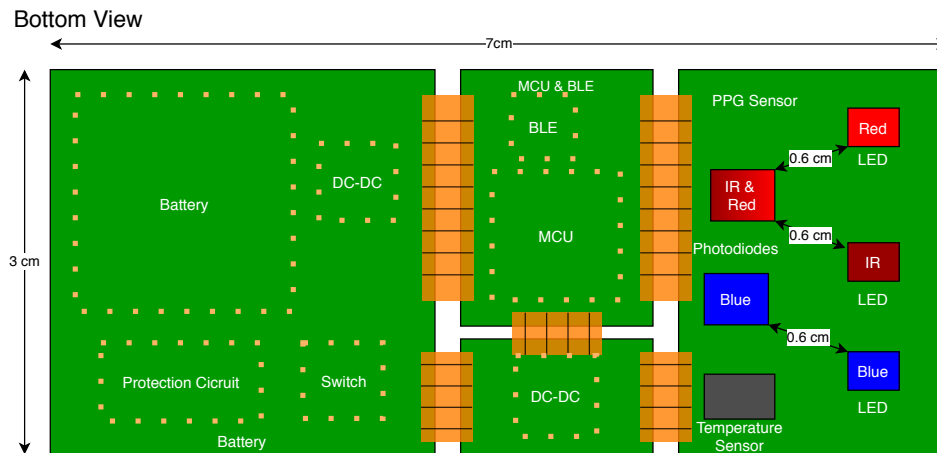 Bottom View
7cm
MCU & BLE
PPG Sensor
BLE
Red
LED
0.6 cm
DC-DC
IR &
Red
Battery
MCU
0.6 cm
Photodiodes
3 cm
IR
LED
Blue
0.6 cm
Blue
LED
Protection Cicruit
Switch
DC-DC
Temperature
Sensor
Battery